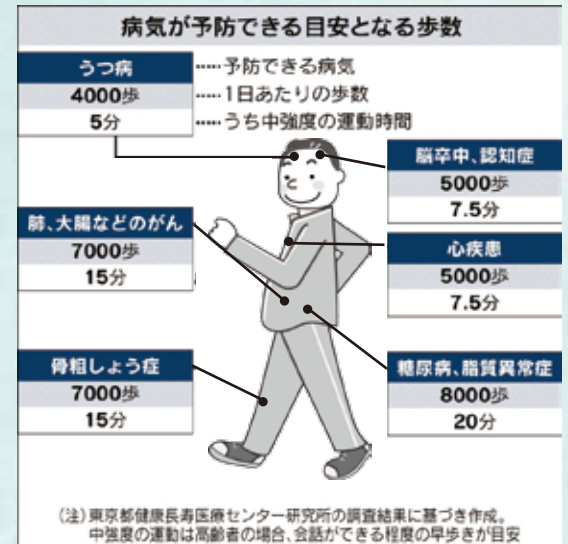 病気が予防できる目安となる歩数
うつ病
4000歩
5分
……予防できる病気
……1日あたりの歩数
……うち中強度の運動時間
脳卒中、認知症
5000歩
7.5分
肺、大腸などのがん
7000歩
15分
心疾患
5000歩
7.5分
骨粗しょう症
7000歩
15分
糖尿病、脂質異常症
8000歩
20分
（注）東京都健康長寿医療センター研究所の調査結果に基づき作成。
中強度の運動は高齢者の場合、会話ができる程度の早歩きが目安